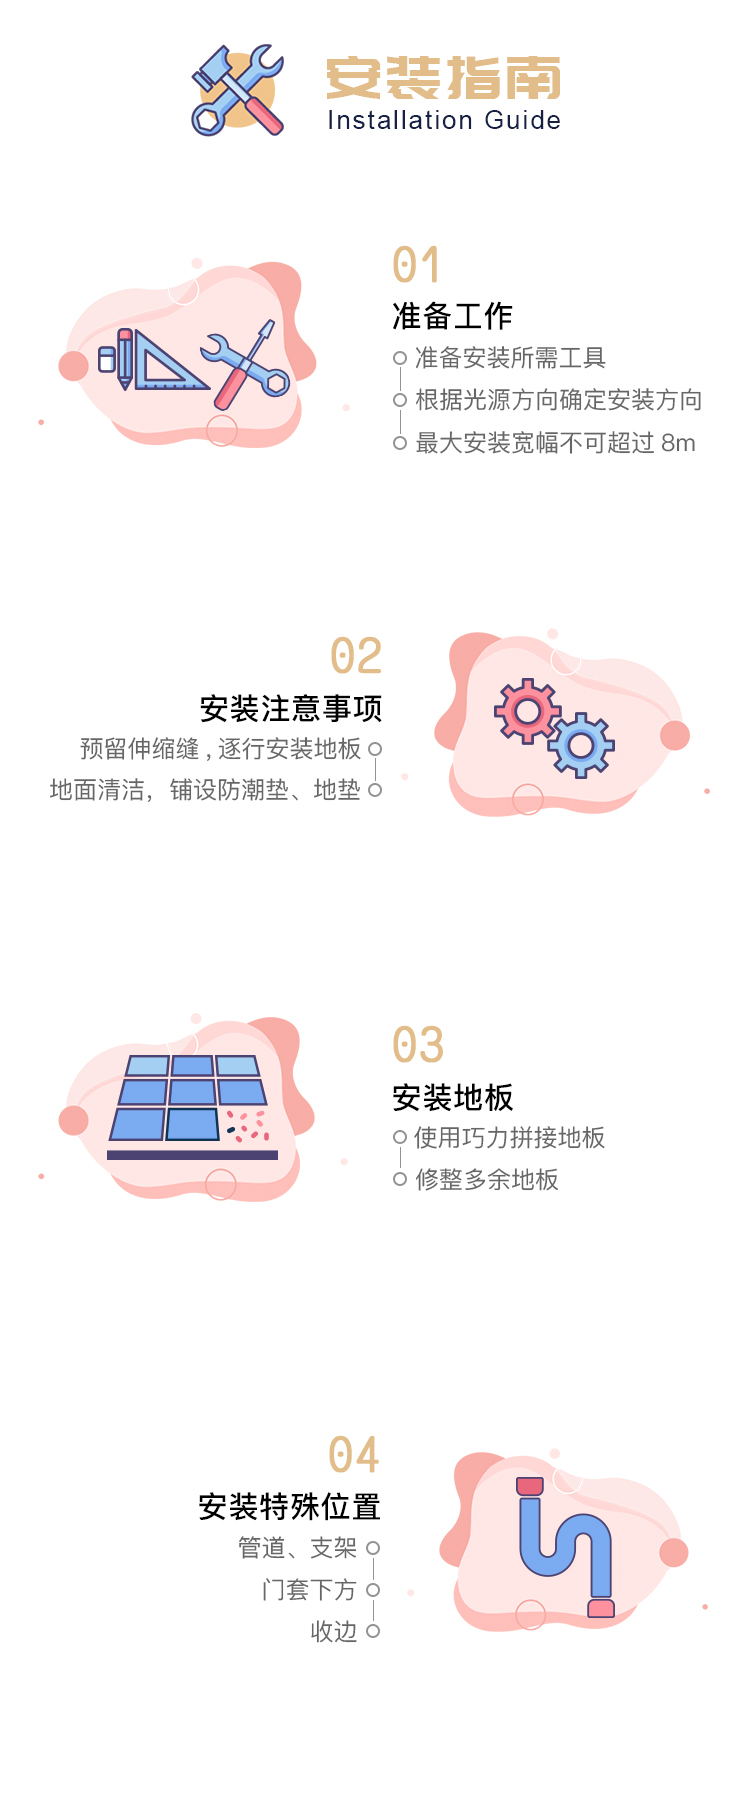 安装指南
Installation Guide
01
准备工作
准备安装所需工具
根据光源方向确定安装方向
最大安装宽幅不可超过 8m
02
安装注意事项
预留伸缩缝 , 逐行安装地板
地面清洁，铺设防潮垫、地垫
03
安装地板
使用巧力拼接地板
修整多余地板
04
安装特殊位置
管道、支架
门套下方
收边